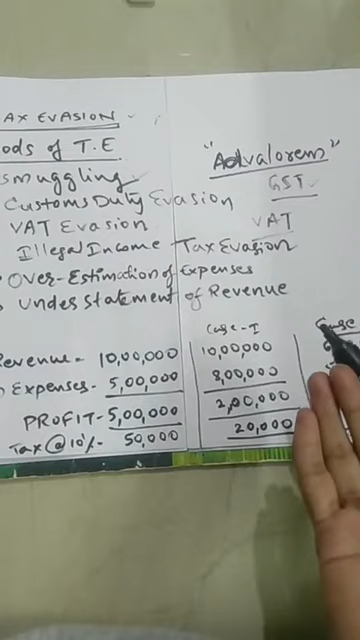 AX EVASION
ods of T.E
smuggling
Customs Duty Evasion
VAT Evasion
Illegal Income Tax Evasion
Over-Estimation of Expenses
Under Statement of Revenue
"Advalorem"
GST
VAT
Revenue - 10,00,000
Expenses - 5,00,000
PROFIT - 5,00,000
Tax @ 10% - 50,000
Case - I
10,00,000
8,00,000
2,00,000
20,000
Case